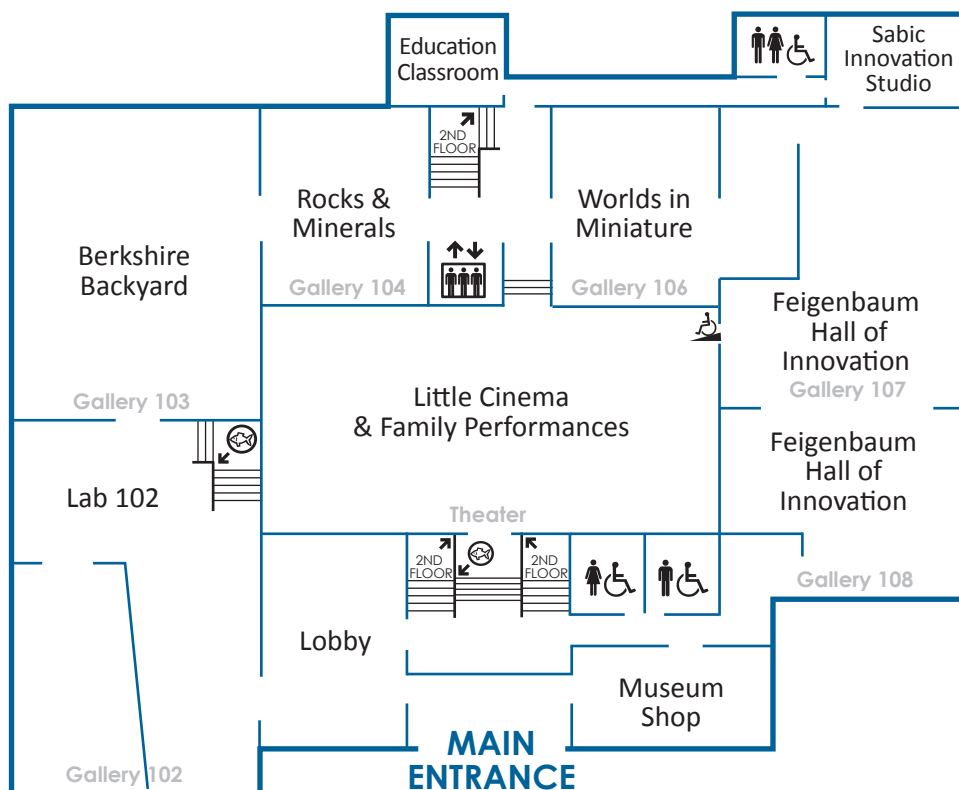 Education
Classroom
Sabic
Innovation
Studio
2ND
FLOOR
Rocks &
Minerals
Gallery 104
Worlds in
Miniature
Gallery 106
Berkshire
Backyard
Gallery 103
Feigenbaum
Hall of
Innovation
Gallery 107
Little Cinema
& Family Performances
Theater
Feigenbaum
Hall of
Innovation
Gallery 108
Lab 102
2ND
FLOOR
2ND
FLOOR
Lobby
Museum
Shop
MAIN
ENTRANCE
Gallery 102